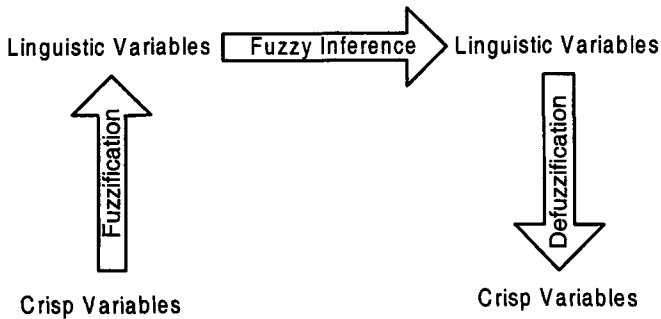 Linguistic Variables
Fuzzy Inference
Linguistic Variables
Fuzzification
Defuzzification
Crisp Variables
Crisp Variables